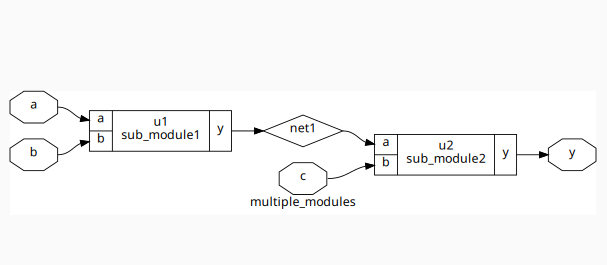 a
b
a
b
u1
sub_module1
y
net1
c
a
b
u2
sub_module2
y
y
multiple_modules